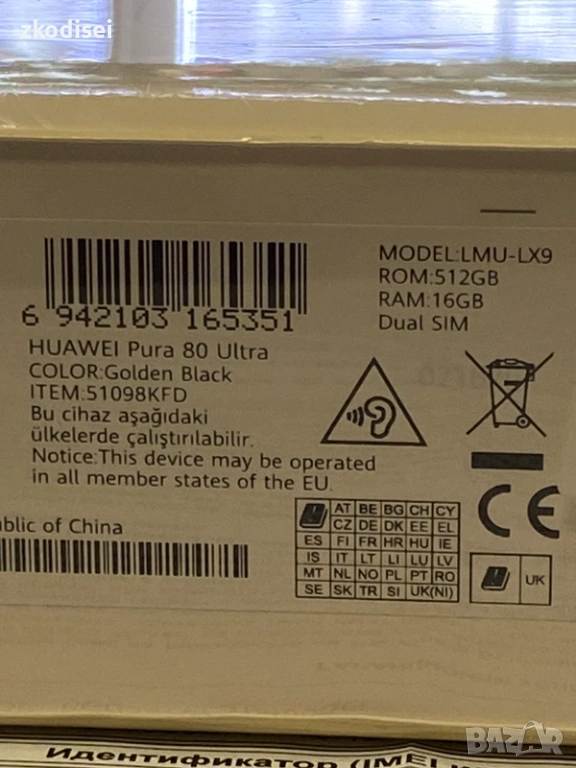 zkodisei
MODEL:LMU-LX9
ROM:512GB
RAM:16GB
Dual SIM
6 942103 165351
HUAWEI Pura 80 Ultra
COLOR:Golden Black
ITEM:51098KFD
Bu cihaz aşağıdaki
ülkelerde çalıştırılabilir.
Notice:This device may be operated
in all member states of the EU.
of China
CE
AT BE BG CH CY
CZ DE DK EE EL
ES FI FR HR HU IE
IS IT LT LI LU LV
MT NL NO PL PT RO
SE SK TR SI UK(NI)
UK
Идентификатор (IMEI
BAZAR